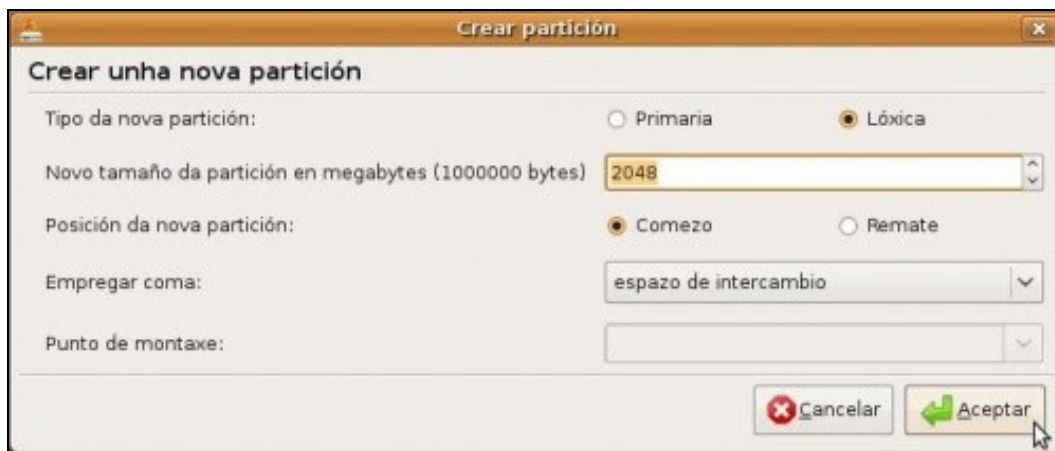 Crear partición
Crear unha nova partición
Tipo da nova partición: Primaria Lóxica
Novo tamaño da partición en megabytes (1000000 bytes) 2048
Posición da nova partición: Comezo Remate
Empregar coma: espazo de intercambio
Punto de montaxe:
Cancelar Aceptar